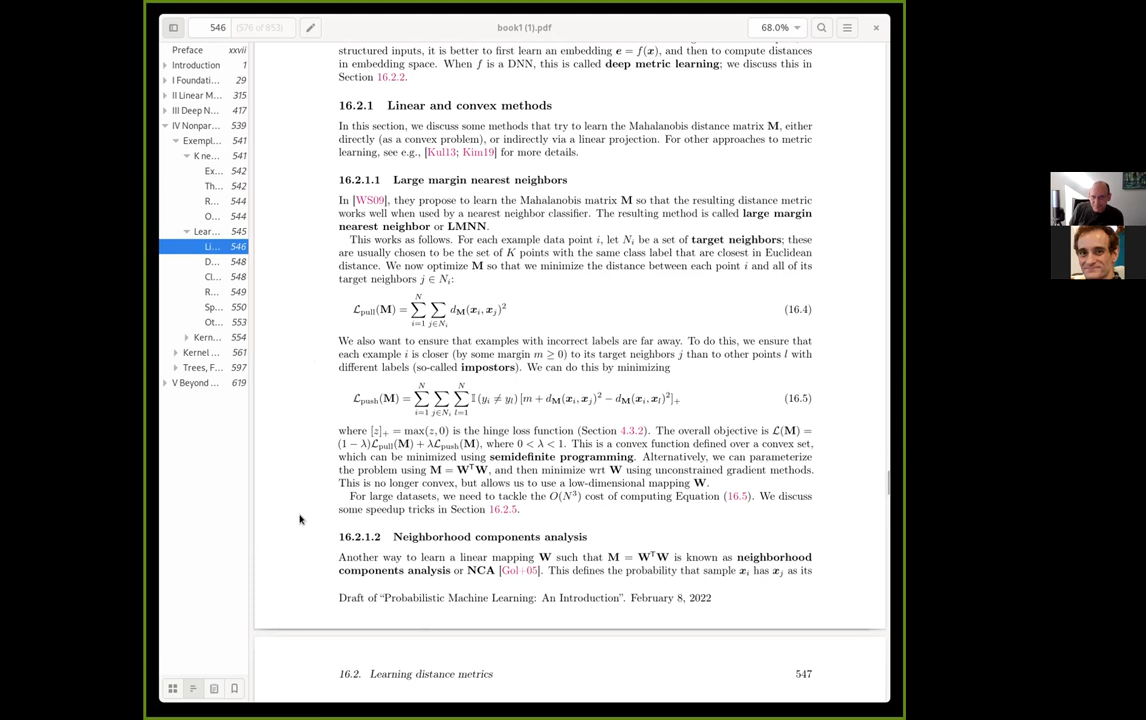 546 (576 of 853) book1 (1).pdf 68.0%
Preface xxvii
Introduction 1
I Foundati... 29
II Linear M... 315
III Deep N... 417
IV Nonpar... 539
Exempl... 541
K ne... 541
Ex... 542
Th... 542
R... 544
O... 544
Lear... 545
Li... 546
D... 548
Cl... 548
R... 549
Sp... 550
Ot... 553
Kern... 554
Kernel ... 561
Trees, F... 597
V Beyond ... 619
structured inputs, it is better to first learn an embedding e = f(x), and then to compute distances
in embedding space. When f is a DNN, this is called deep metric learning; we discuss this in
Section 16.2.2.
16.2.1 Linear and convex methods
In this section, we discuss some methods that try to learn the Mahalanobis distance matrix M, either
directly (as a convex problem), or indirectly via a linear projection. For other approaches to metric
learning, see e.g., [Kul13; Kim19] for more details.
16.2.1.1 Large margin nearest neighbors
In [WS09], they propose to learn the Mahalanobis matrix M so that the resulting distance metric
works well when used by a nearest neighbor classifier. The resulting method is called large margin
nearest neighbor or LMNN.
This works as follows. For each example data point i, let Nᵢ be a set of target neighbors; these
are usually chosen to be the set of K points with the same class label that are closest in Euclidean
distance. We now optimize M so that we minimize the distance between each point i and all of its
target neighbors j ∈ Nᵢ:
ℒpull(M) = ∑_{i=1}^{N} ∑_{j∈Nᵢ} d_M(xᵢ, xⱼ)² (16.4)
We also want to ensure that examples with incorrect labels are far away. To do this, we ensure that
each example i is closer (by some margin m ≥ 0) to its target neighbors j than to other points l with
different labels (so-called impostors). We can do this by minimizing
ℒpush(M) = ∑_{i=1}^{N} ∑_{j∈Nᵢ} ∑_{l=1}^{N} 𝕀(yᵢ ≠ yₗ) [m + d_M(xᵢ, xⱼ)² − d_M(xᵢ, xₗ)²]₊ (16.5)
where [z]₊ = max(z, 0) is the hinge loss function (Section 4.3.2). The overall objective is ℒ(M) =
(1 − λ)ℒpull(M) + λℒpush(M), where 0 < λ < 1. This is a convex function defined over a convex set,
which can be minimized using semidefinite programming. Alternatively, we can parameterize
the problem using M = WᵀW, and then minimize wrt W using unconstrained gradient methods.
This is no longer convex, but allows us to use a low-dimensional mapping W.
For large datasets, we need to tackle the O(N³) cost of computing Equation (16.5). We discuss
some speedup tricks in Section 16.2.5.
16.2.1.2 Neighborhood components analysis
Another way to learn a linear mapping W such that M = WᵀW is known as neighborhood
components analysis or NCA [Gol+05]. This defines the probability that sample xᵢ has xⱼ as its
Draft of “Probabilistic Machine Learning: An Introduction”. February 8, 2022
16.2. Learning distance metrics 547